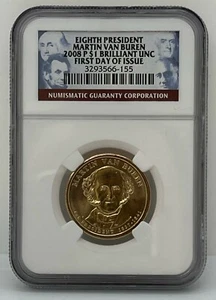 EIGHTH PRESIDENT
MARTIN VAN BUREN
2008 P $1 BRILLIANT UNC
FIRST DAY OF ISSUE
3293566-155
NUMISMATIC GUARANTY CORPORATION
MARTIN VAN BUREN